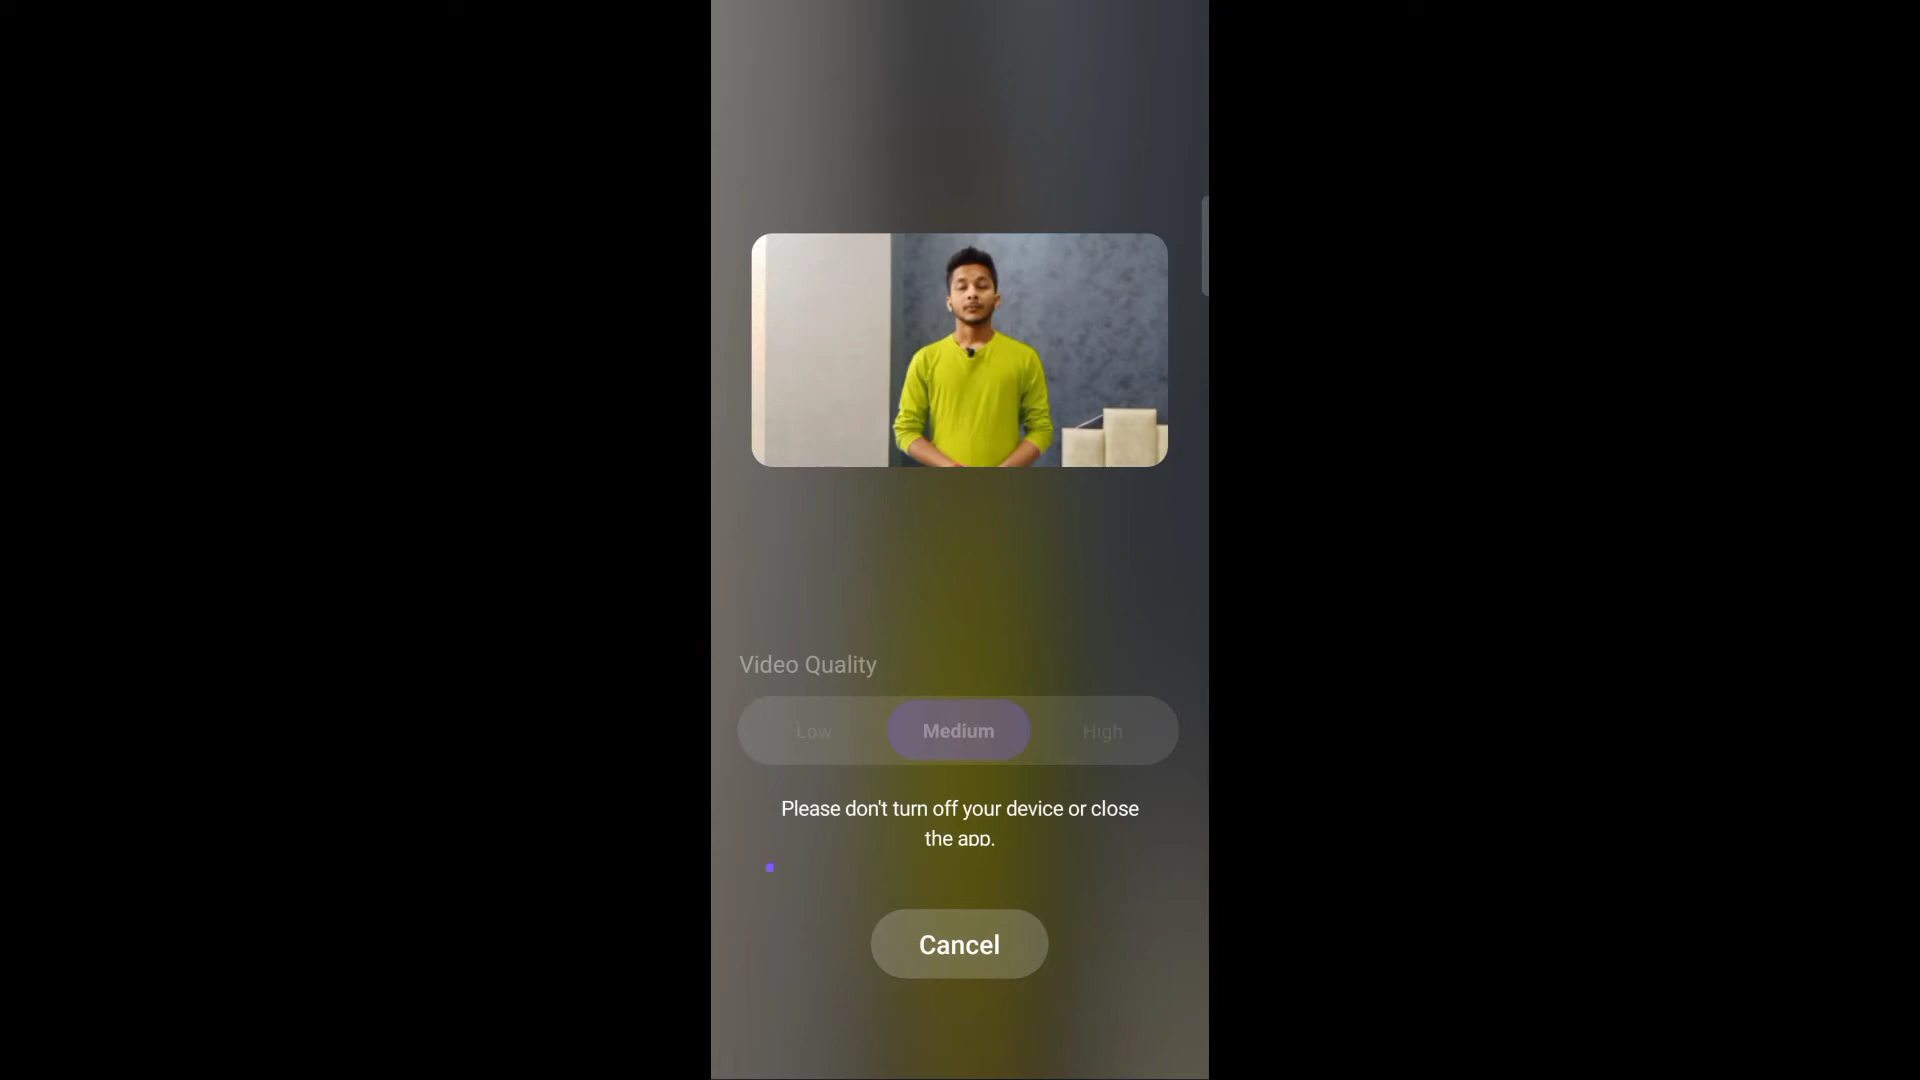 Video Quality
Low Medium High
Please don't turn off your device or close
the app.
Cancel